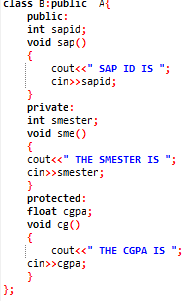 class B:public A{
public:
int sapid;
void sap()
{
cout<<" SAP ID IS ";
cin>>sapid;
}
private:
int smester;
void sme()
{
cout<<" THE SMESTER IS ";
cin>>smester;
}
protected:
float cgpa;
void cg()
{
cout<<" THE CGPA IS ";
cin>>cgpa;
}
};